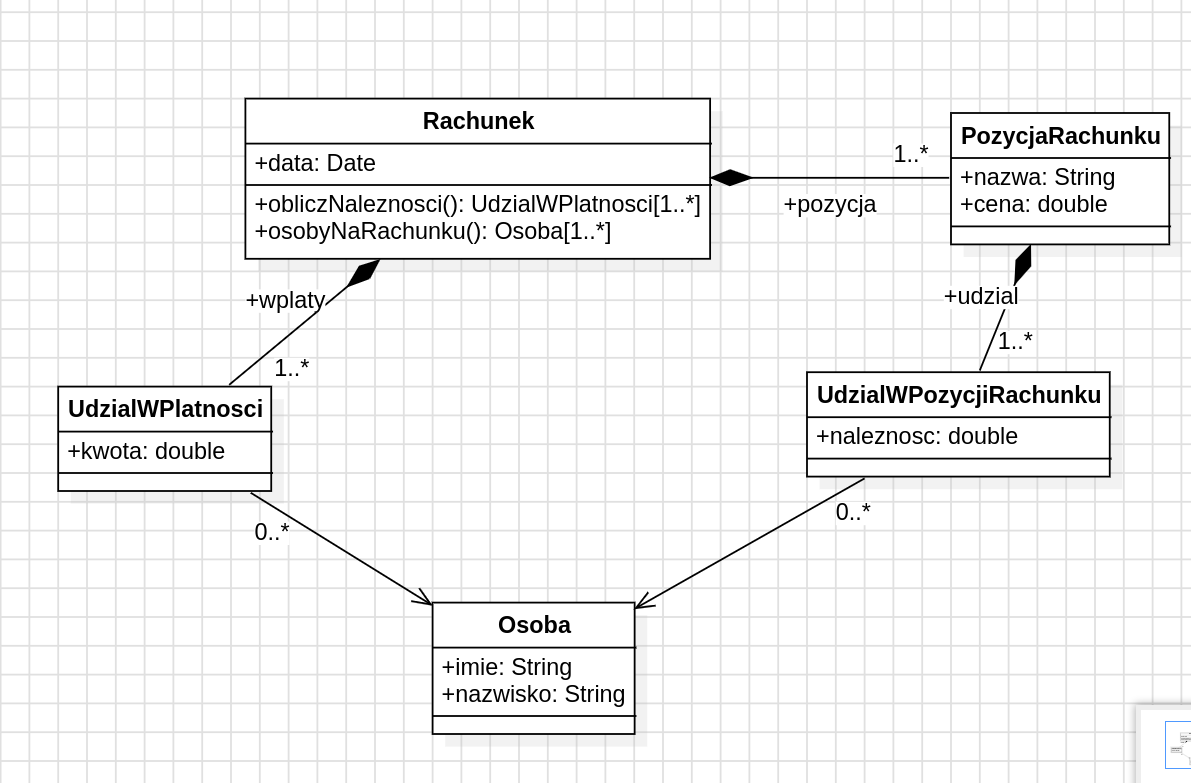 Rachunek
+data: Date
+obliczNaleznosci(): UdzialWPlatnosci[1..*]
+osobyNaRachunku(): Osoba[1..*]
PozycjaRachunku
+nazwa: String
+cena: double
1..*
+pozycja
+wplaty
1..*
+udzial
1..*
UdzialWPlatnosci
+kwota: double
UdzialWPozycjiRachunku
+naleznosc: double
0..*
0..*
Osoba
+imie: String
+nazwisko: String